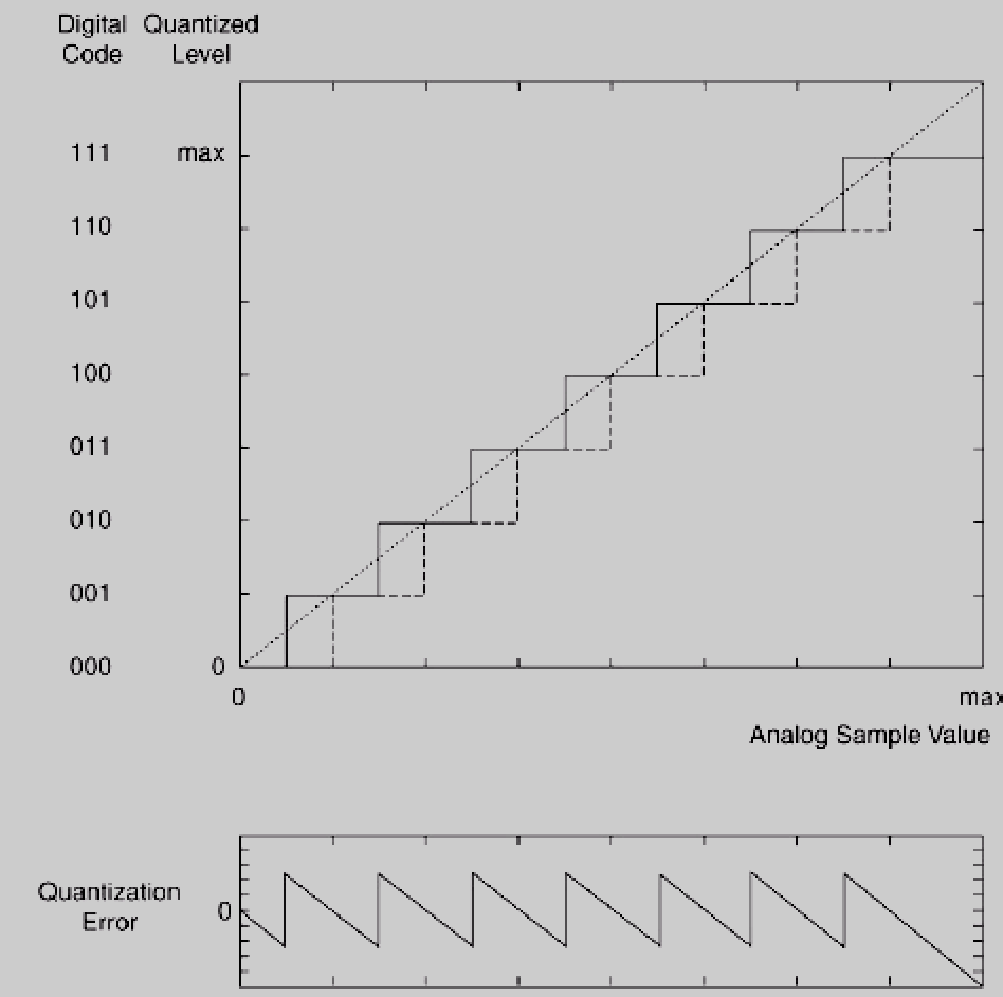 Digital Quantized
Code Level
111 max
110
101
100
011
010
001
000 0
0 max
Analog Sample Value
Quantization
Error
0